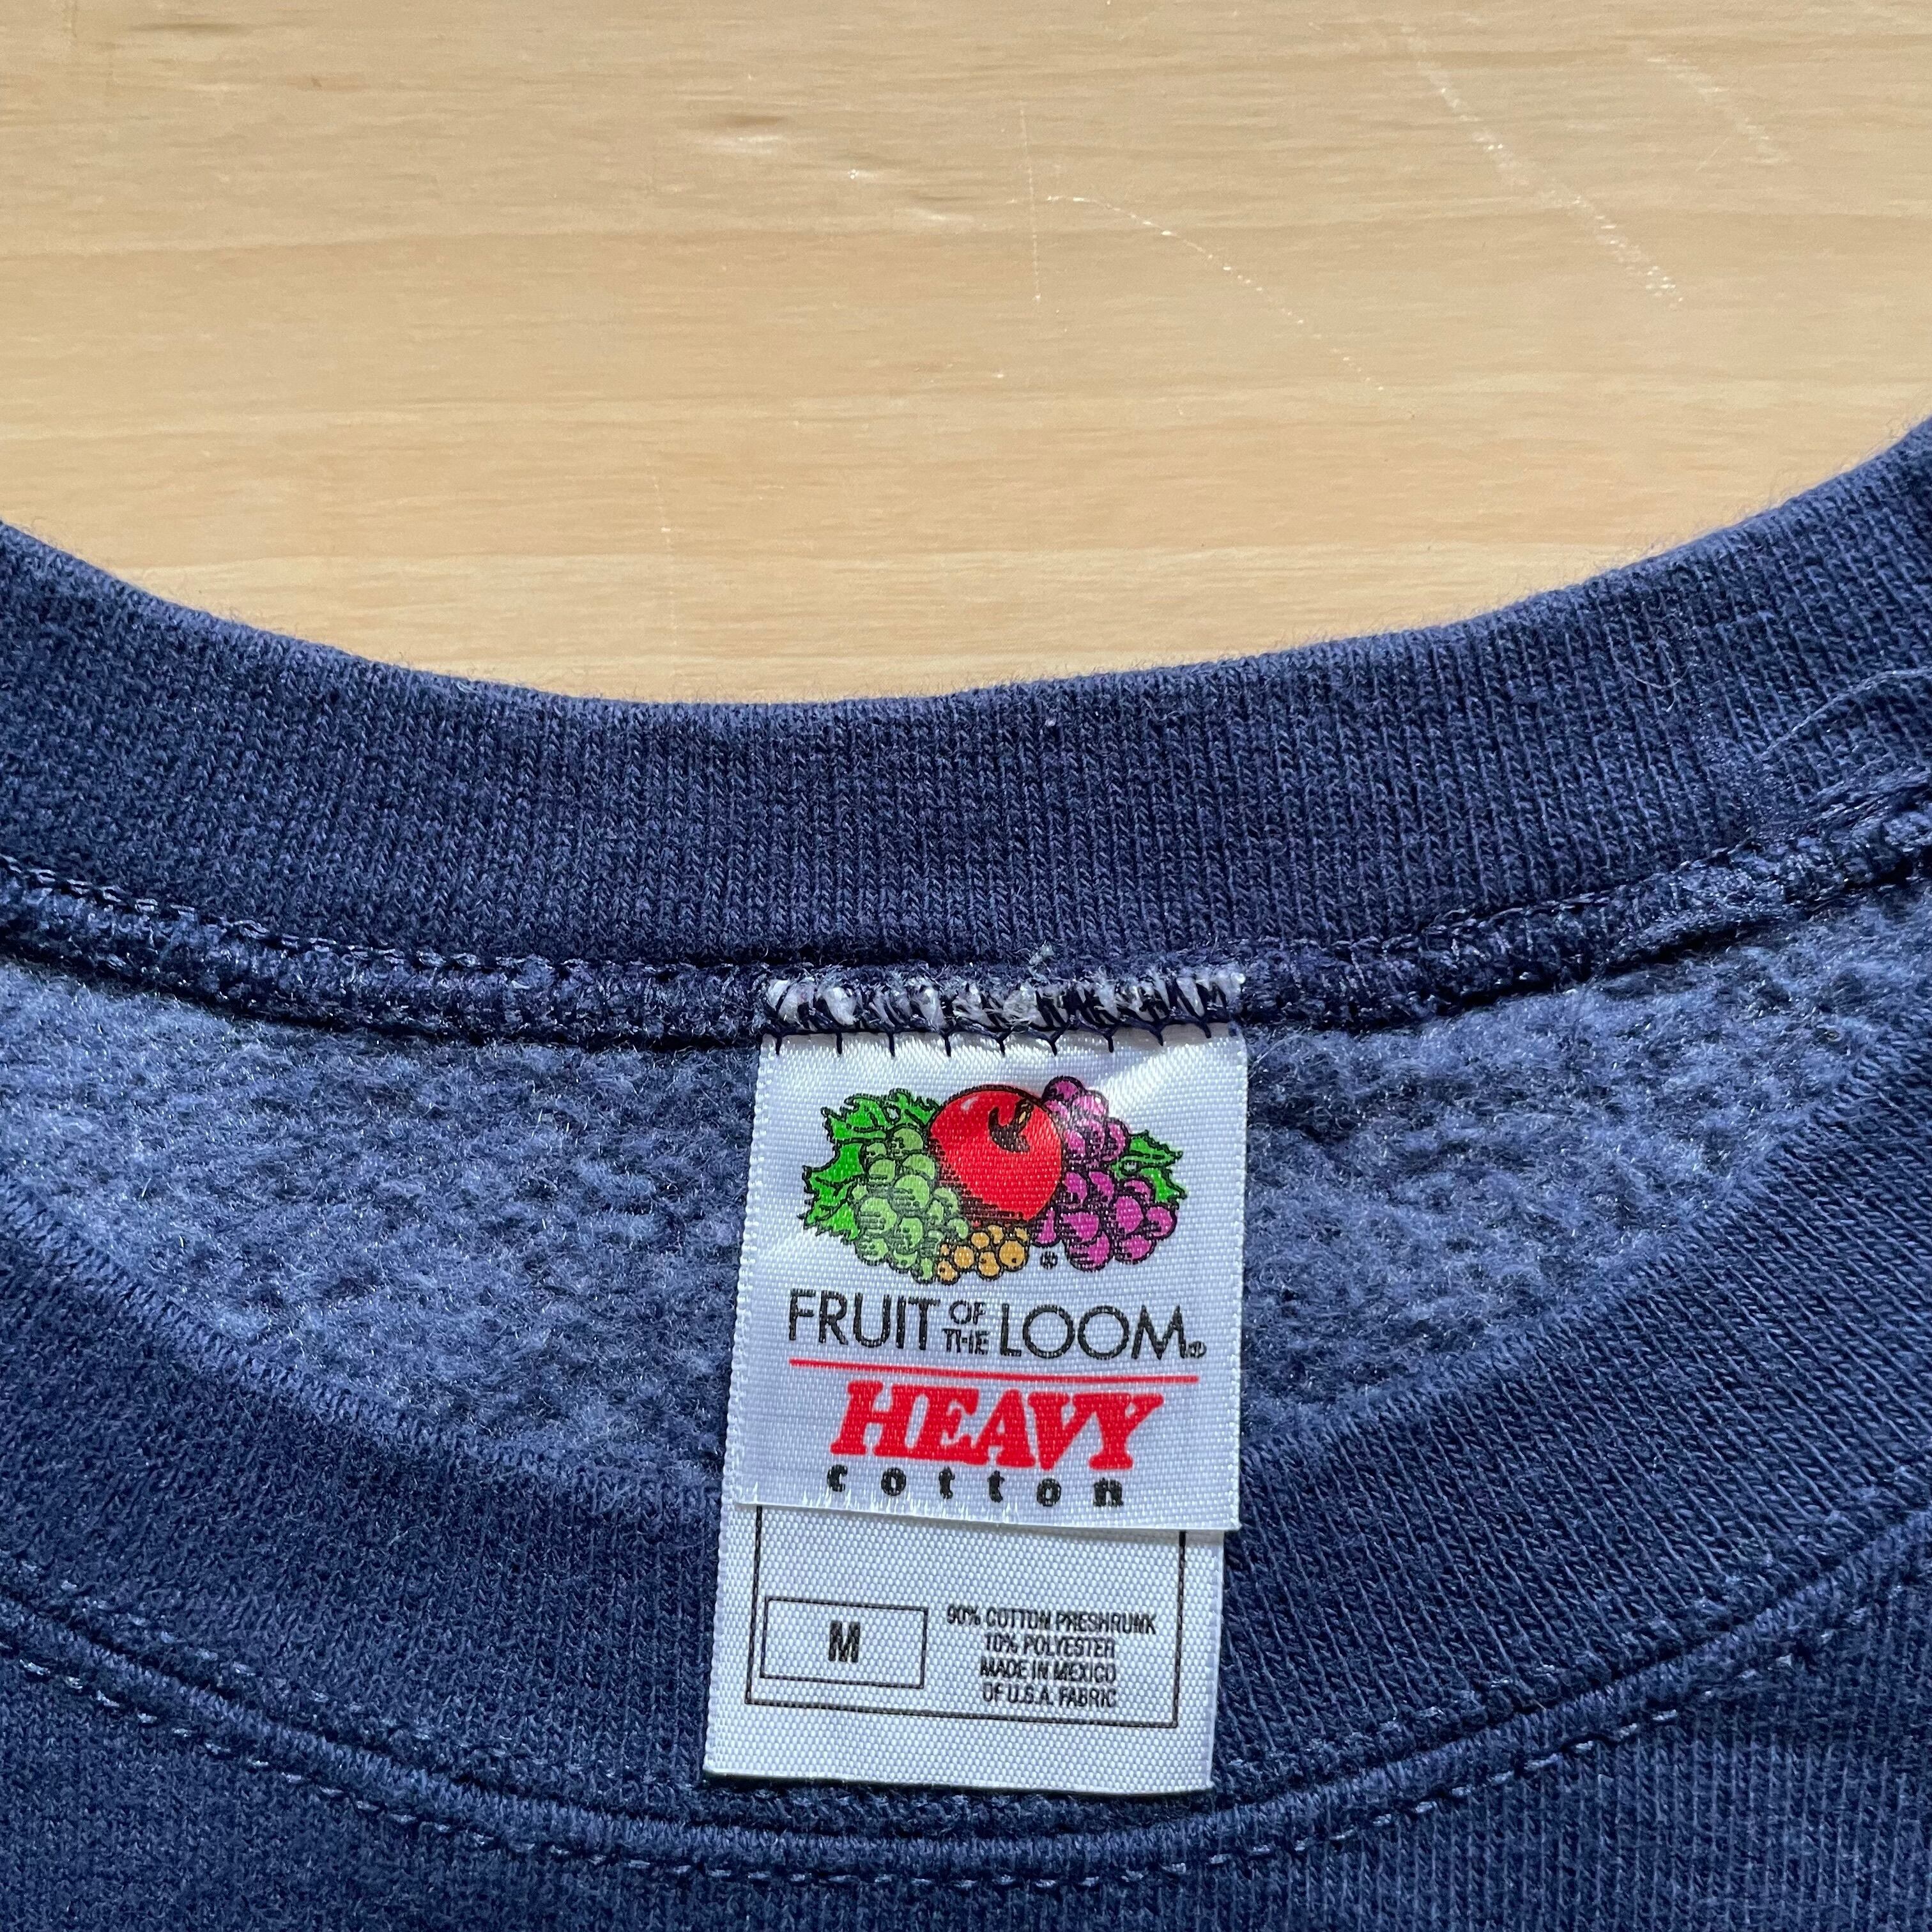 FRUIT OF THE LOOM®
HEAVY
cotton
M
90% COTTON PRESHRUNK
10% POLYESTER
MADE IN MEXICO
OF U.S.A. FABRIC